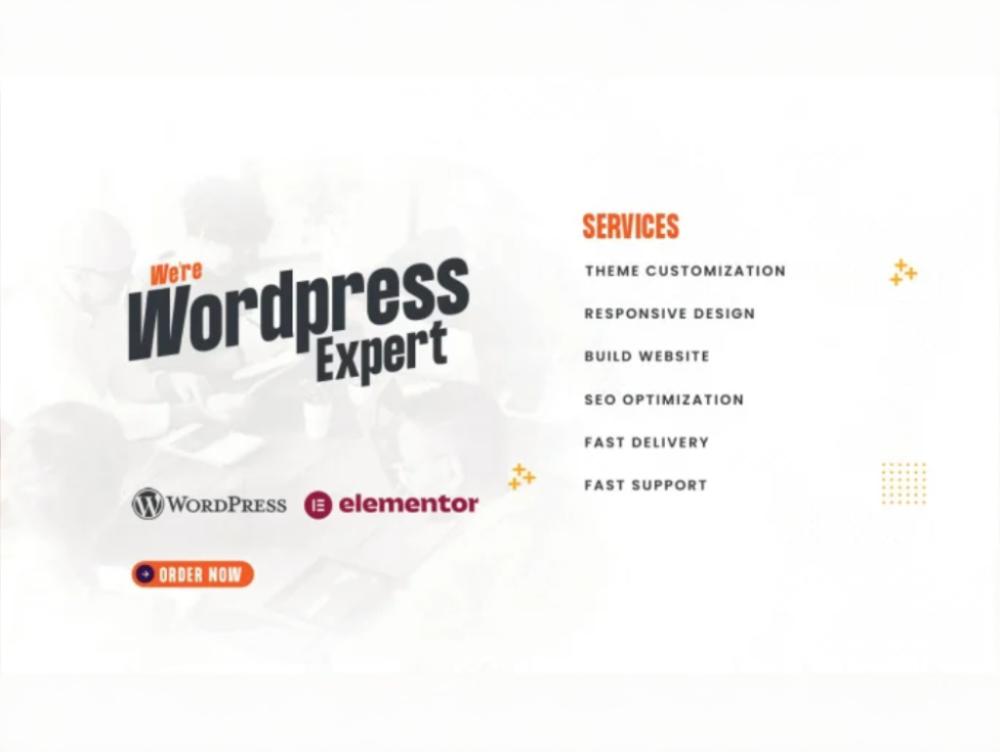 We're
Wordpress
Expert
WORDPRESS
elementor
ORDER NOW
SERVICES
THEME CUSTOMIZATION
RESPONSIVE DESIGN
BUILD WEBSITE
SEO OPTIMIZATION
FAST DELIVERY
FAST SUPPORT